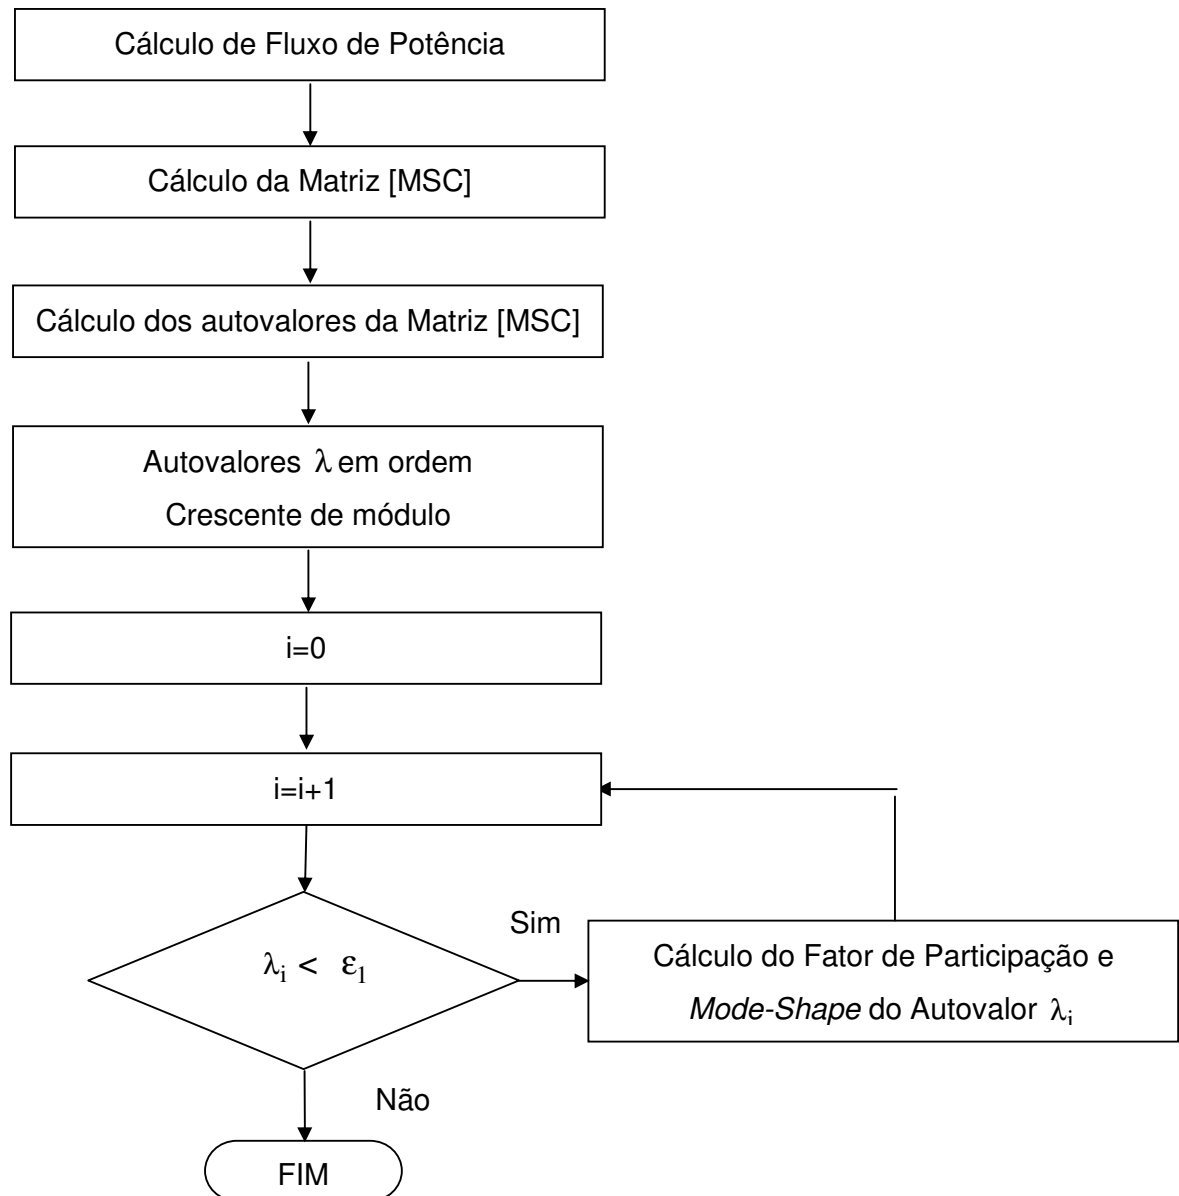 Cálculo de Fluxo de Potência
Cálculo da Matriz [MSC]
Cálculo dos autovalores da Matriz [MSC]
Autovalores λ em ordem
Crescente de módulo
i=0
i=i+1
λi < ε1
Sim
Cálculo do Fator de Participação e
Mode-Shape do Autovalor λi
Não
FIM